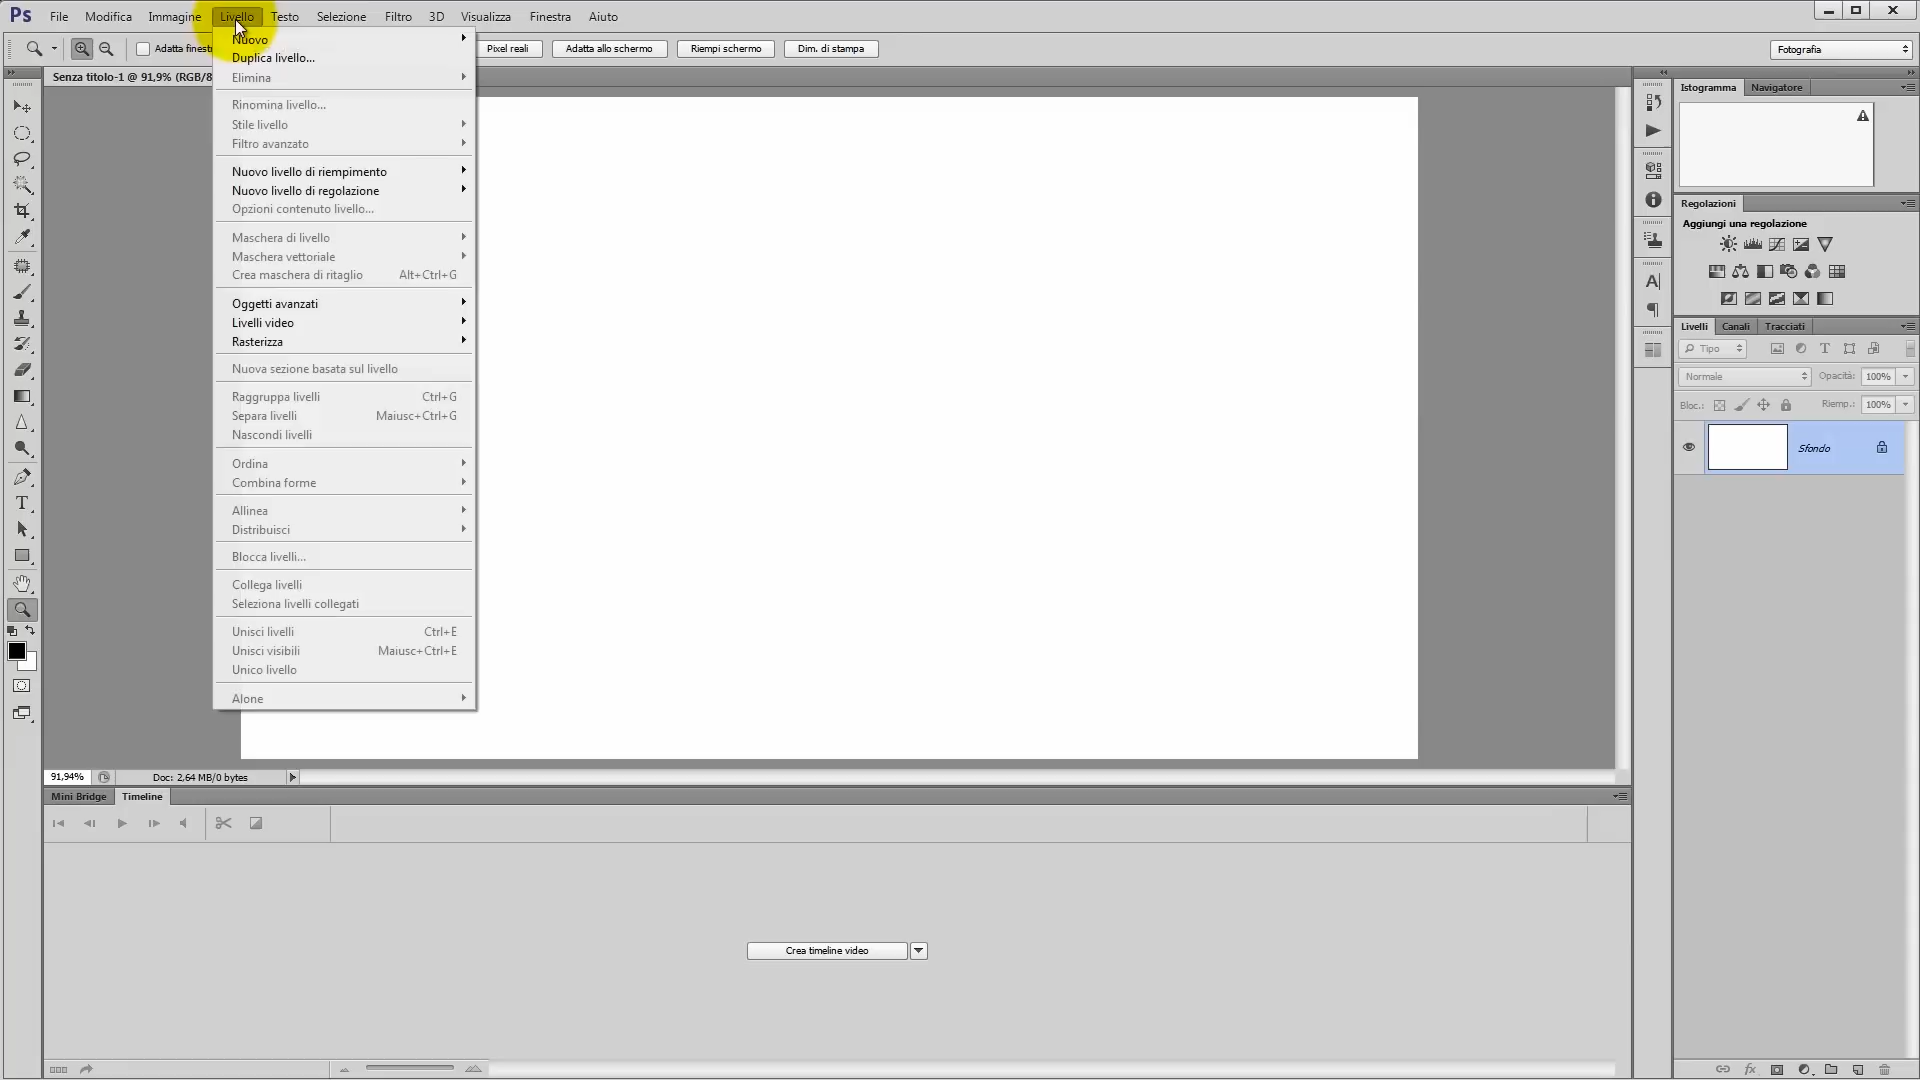 Ps File Modifica Immagine Livello Testo Selezione Filtro 3D Visualizza Finestra Aiuto
Adatta finest
Pixel reali
Adatta allo schermo
Riempi schermo
Dim. di stampa
Fotografia
Senza titolo-1 @ 91,9% (RGB/8
Nuovo
Duplica livello...
Elimina
Rinomina livello...
Stile livello
Filtro avanzato
Nuovo livello di riempimento
Nuovo livello di regolazione
Opzioni contenuto livello...
Maschera di livello
Maschera vettoriale
Crea maschera di ritaglio Alt+Ctrl+G
Oggetti avanzati
Livelli video
Rasterizza
Nuova sezione basata sul livello
Raggruppa livelli Ctrl+G
Separa livelli Maiusc+Ctrl+G
Nascondi livelli
Ordina
Combina forme
Allinea
Distribuisci
Blocca livelli...
Collega livelli
Seleziona livelli collegati
Unisci livelli Ctrl+E
Unisci visibili Maiusc+Ctrl+E
Unico livello
Alone
Istogramma Navigatore
Regolazioni
Aggiungi una regolazione
Livelli Canali Tracciati
Tipo
Normale Opacità: 100%
Bloc.: Riemp.: 100%
Sfondo
91,94% Doc: 2,64 MB/0 bytes
Mini Bridge Timeline
Crea timeline video